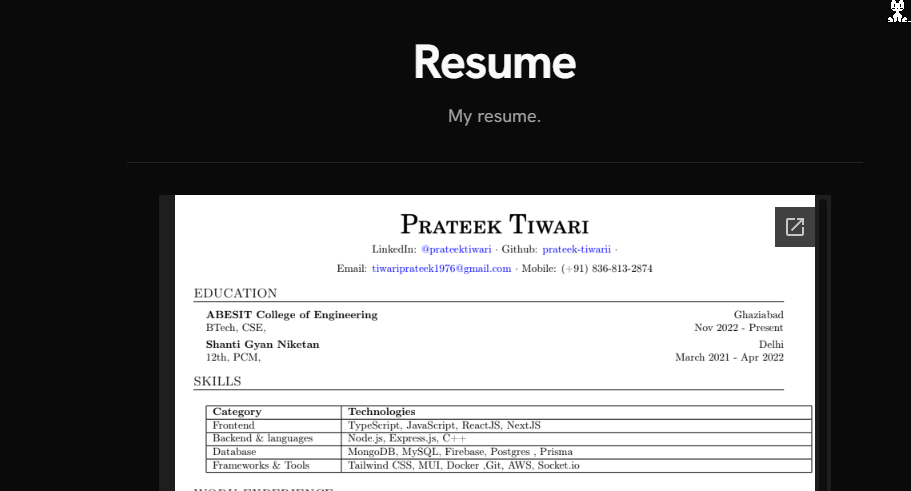 Resume
My resume.
Prateek Tiwari
LinkedIn: @prateektiwari · Github: prateek-tiwarii ·
Email: tiwariprateek1976@gmail.com · Mobile: (+91) 836-813-2874
EDUCATION
ABESIT College of Engineering Ghaziabad
BTech, CSE, Nov 2022 - Present
Shanti Gyan Niketan Delhi
12th, PCM, March 2021 - Apr 2022
SKILLS
Category Technologies
Frontend TypeScript, JavaScript, ReactJS, NextJS
Backend & languages Node.js, Express.js, C++
Database MongoDB, MySQL, Firebase, Postgres , Prisma
Frameworks & Tools Tailwind CSS, MUI, Docker ,Git, AWS, Socket.io
WORK EXPERIENCE